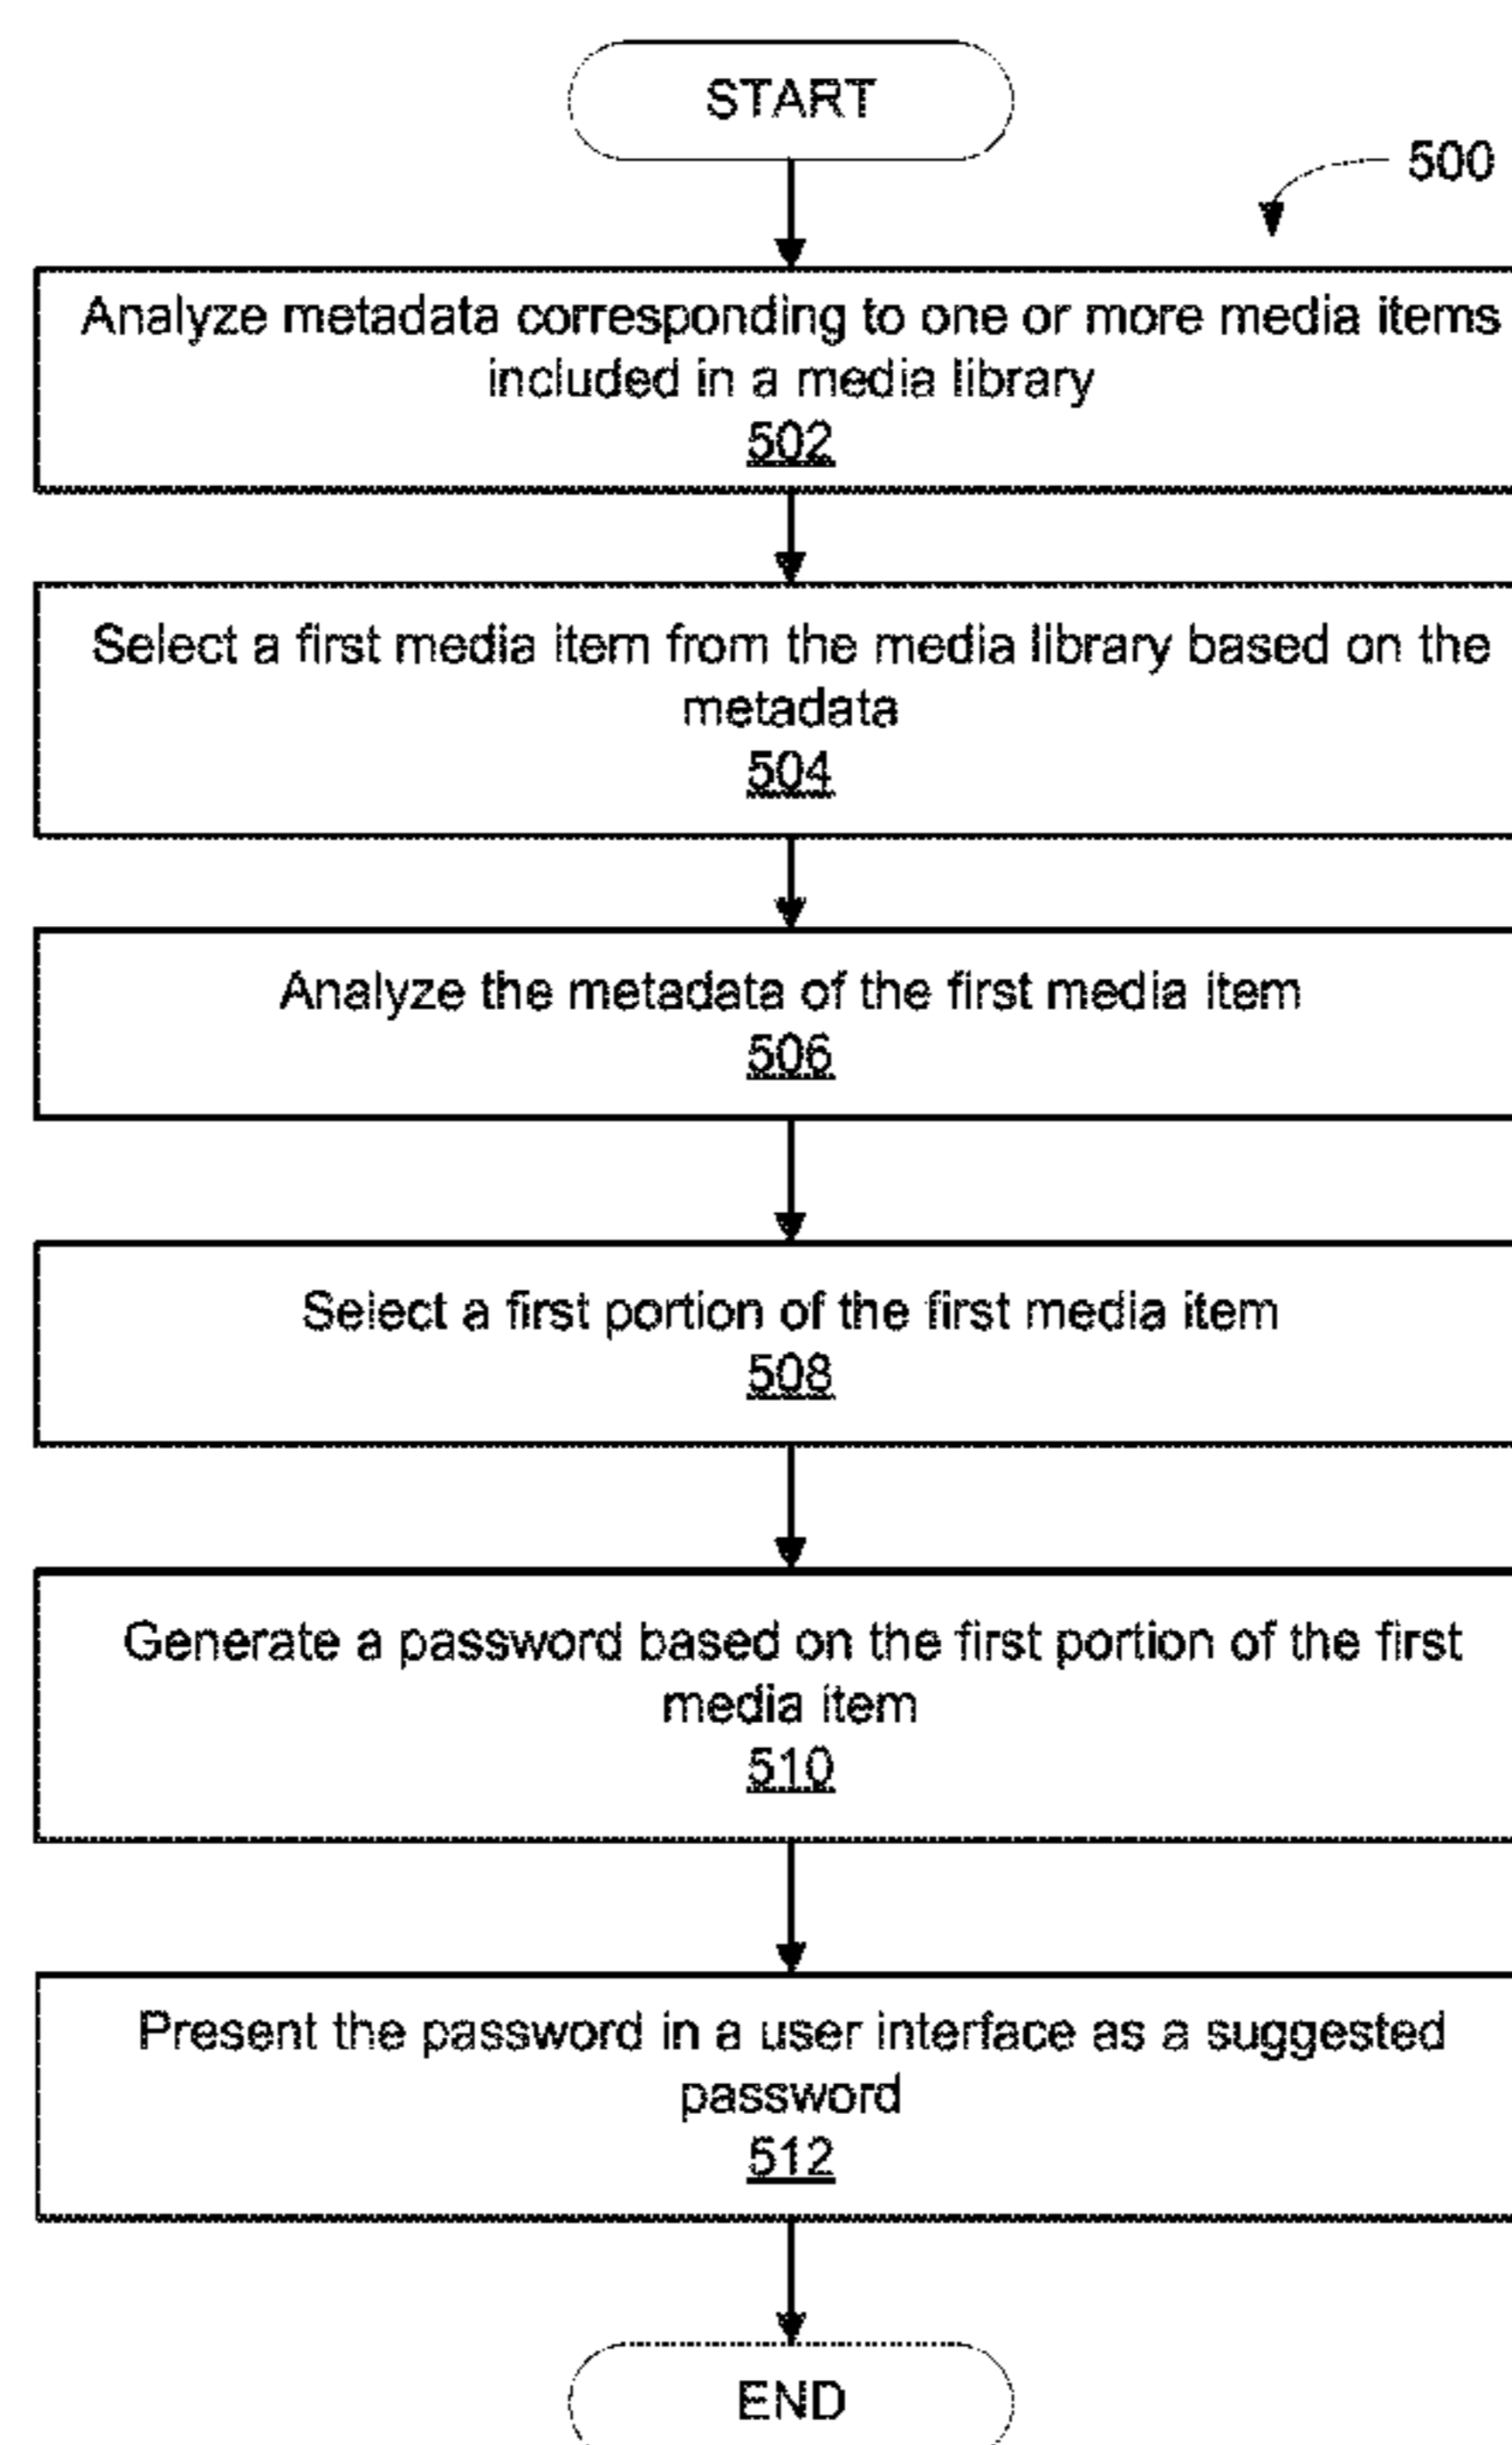 START
500
Analyze metadata corresponding to one or more media items
included in a media library
502
Select a first media item from the media library based on the
metadata
504
Analyze the metadata of the first media item
506
Select a first portion of the first media item
508
Generate a password based on the first portion of the first
media item
510
Present the password in a user interface as a suggested
password
512
END